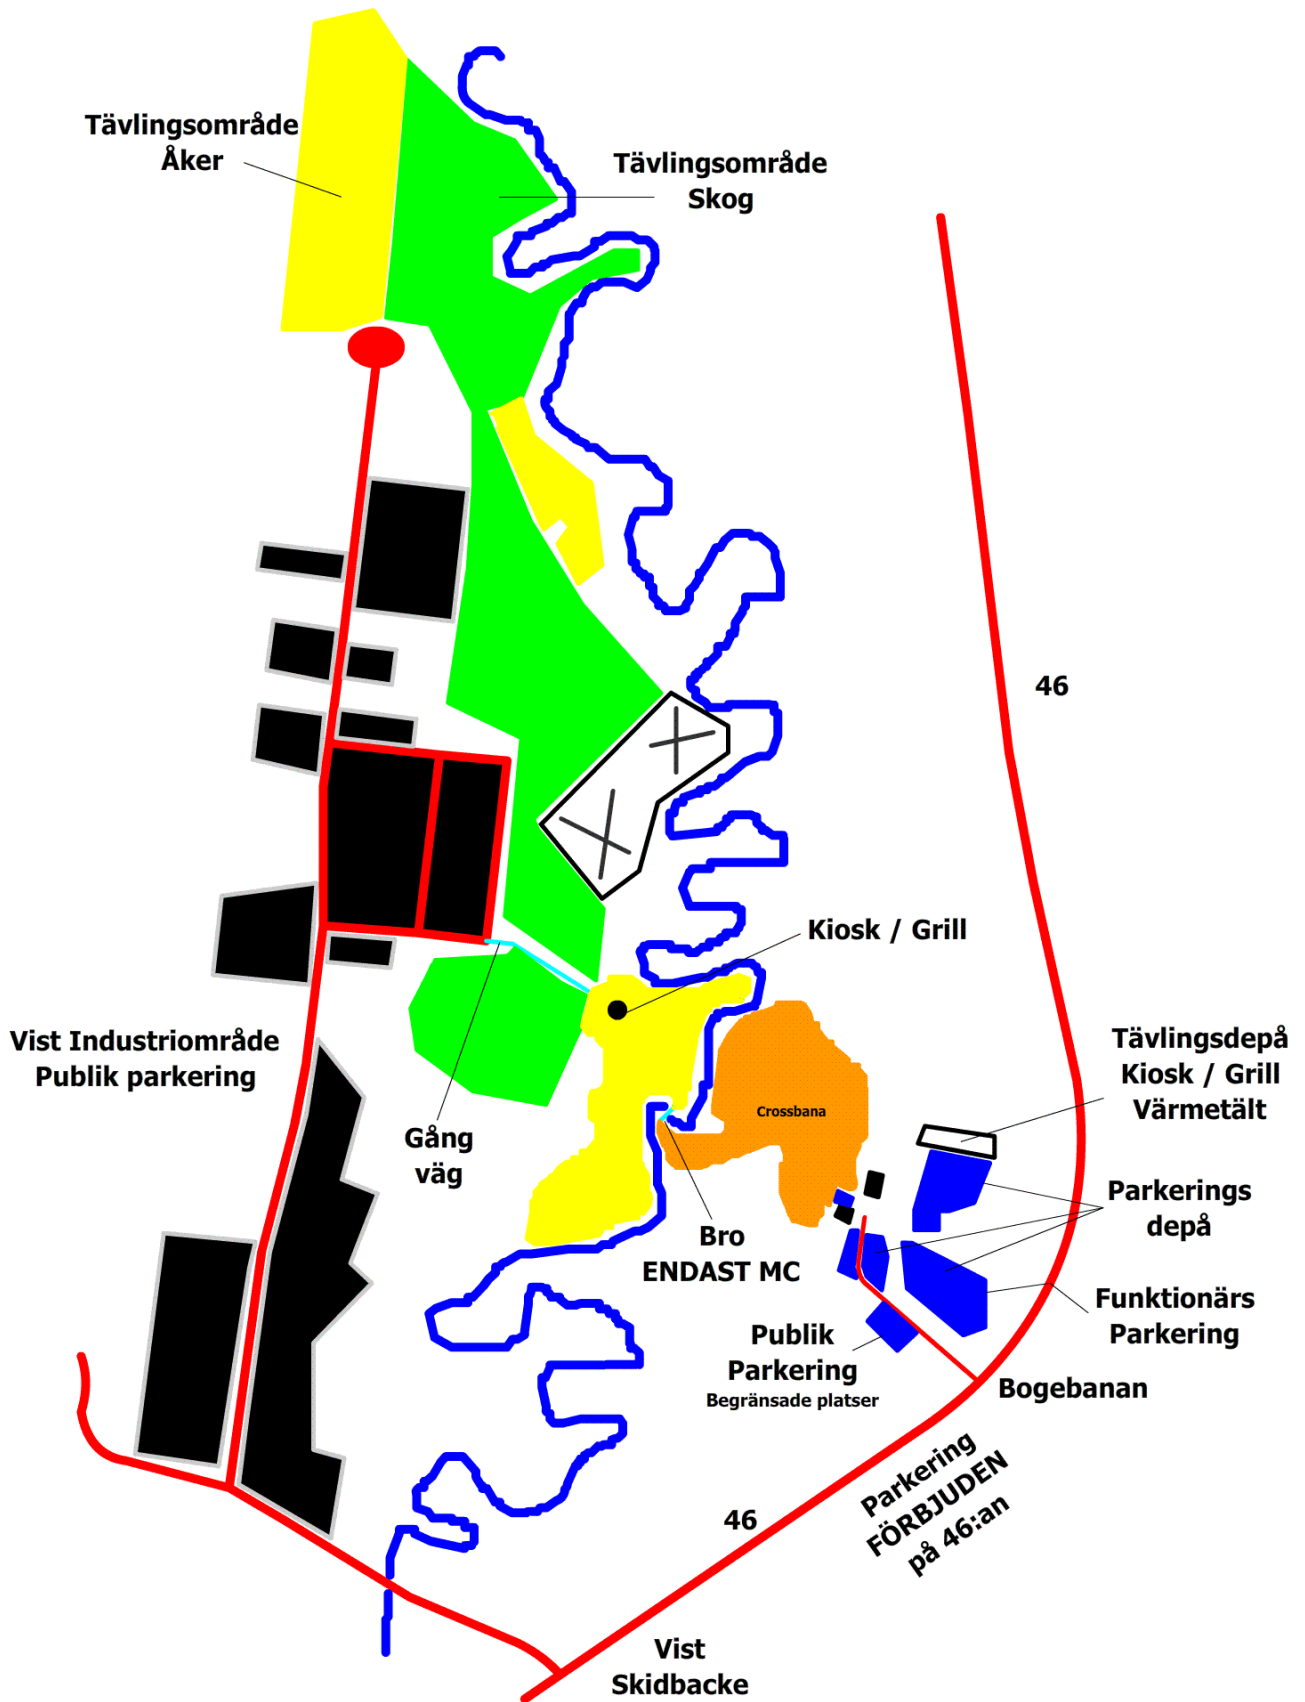 Tävlingsområde
Åker
Tävlingsområde
Skog
46
Kiosk / Grill
Vist Industriområde
Publik parkering
Tävlingsdepå
Kiosk / Grill
Värmetält
Crossbana
Gång
väg
Parkerings
depå
Bro
ENDAST MC
Funktionärs
Parkering
Publik
Parkering
Begränsade platser
Bogebanan
Parkering
FÖRBJUDEN
på 46:an
46
Vist
Skidbacke